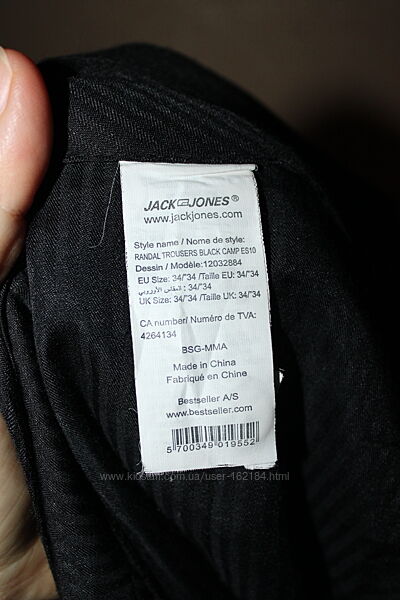 JACK & JONES®
www.jackjones.com
Style name / Nome de style:
RANDAL TROUSERS BLACK CAMP ES10
Dessin / Modèle:12032884
EU Size: 34/"34 /Taille EU: 34/"34
34/"34 :المقاس الأوروبي
UK Size: 34/"34 /Taille UK: 34/"34
CA number/ Numéro de TVA:
4264134
BSG-MMA
Made in China
Fabriqué en Chine
Bestseller A/S
www.bestseller.com
5 700349 019552
www.kidstaff.com.ua/user-162184.html